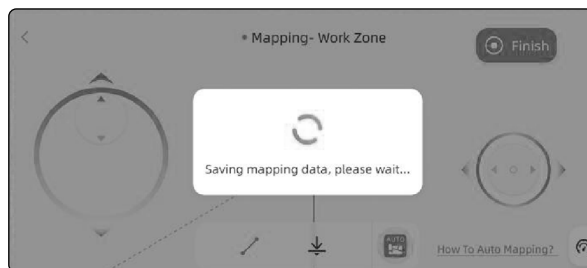 • Mapping- Work Zone
Finish
Saving mapping data, please wait...
AUTO
How To Auto Mapping?